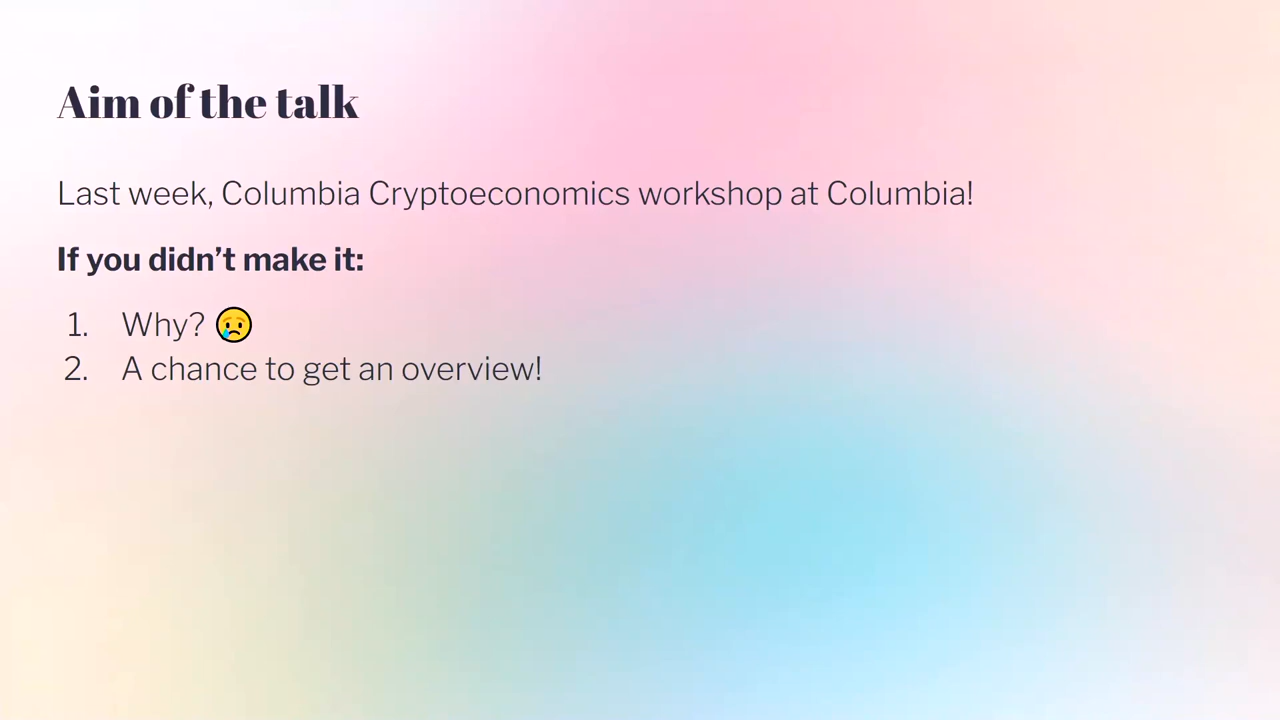 Aim of the talk
Last week, Columbia Cryptoeconomics workshop at Columbia!
If you didn’t make it:
1. Why? 😢
2. A chance to get an overview!